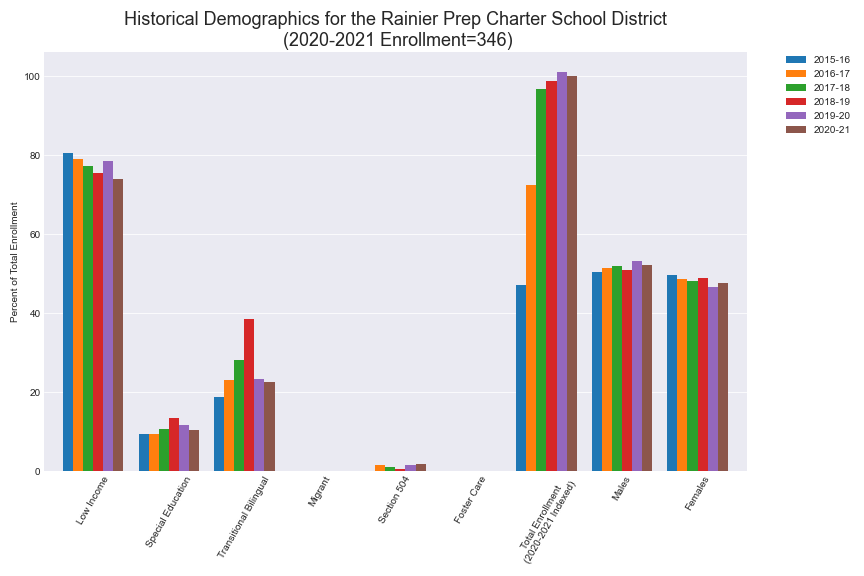 Historical Demographics for the Rainier Prep Charter School District
(2020-2021 Enrollment=346)
2015-16
2016-17
2017-18
2018-19
2019-20
2020-21
Percent of Total Enrollment
100
80
60
40
20
0
Low Income
Special Education
Transitional Bilingual
Migrant
Section 504
Foster Care
Total Enrollment
(2020-2021 Indexed)
Males
Females